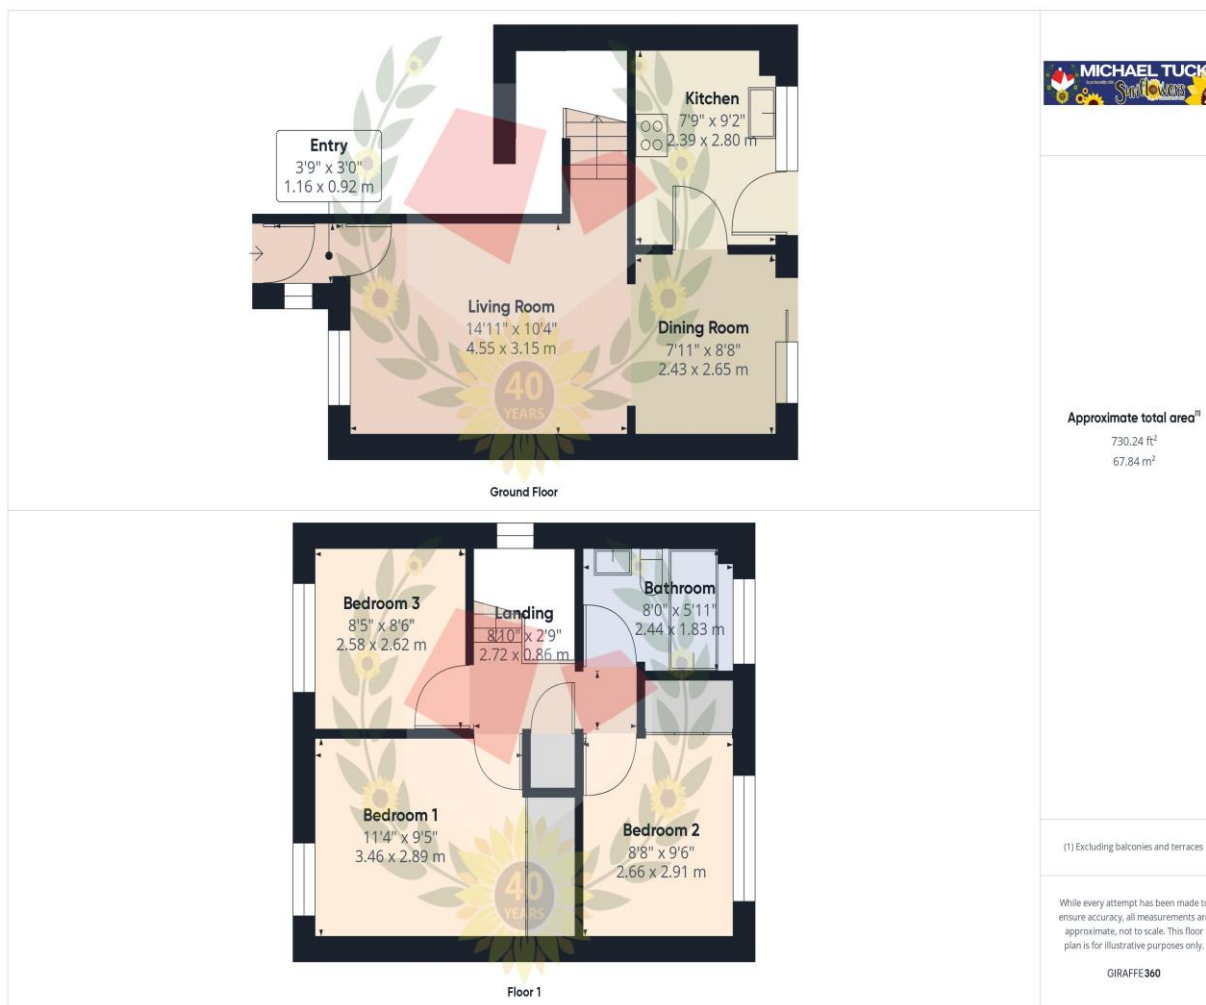 MICHAEL TUCK
Sunflowers
Entry
3'9" x 3'0"
1.16 x 0.92 m
Kitchen
7'9" x 9'2"
2.39 x 2.80 m
Living Room
14'11" x 10'4"
4.55 x 3.15 m
Dining Room
7'11" x 8'8"
2.43 x 2.65 m
40
YEARS
Ground Floor
Approximate total area(1)
730.24 ft²
67.84 m²
Bedroom 3
8'5" x 8'6"
2.58 x 2.62 m
Landing
8'10" x 2'9"
2.72 x 0.86 m
Bathroom
8'0" x 5'11"
2.44 x 1.83 m
Bedroom 1
11'4" x 9'5"
3.46 x 2.89 m
Bedroom 2
8'8" x 9'6"
2.66 x 2.91 m
40
YEARS
Floor 1
(1) Excluding balconies and terraces
While every attempt has been made to
ensure accuracy, all measurements are
approximate, not to scale. This floor
plan is for illustrative purposes only.
GIRAFFE360